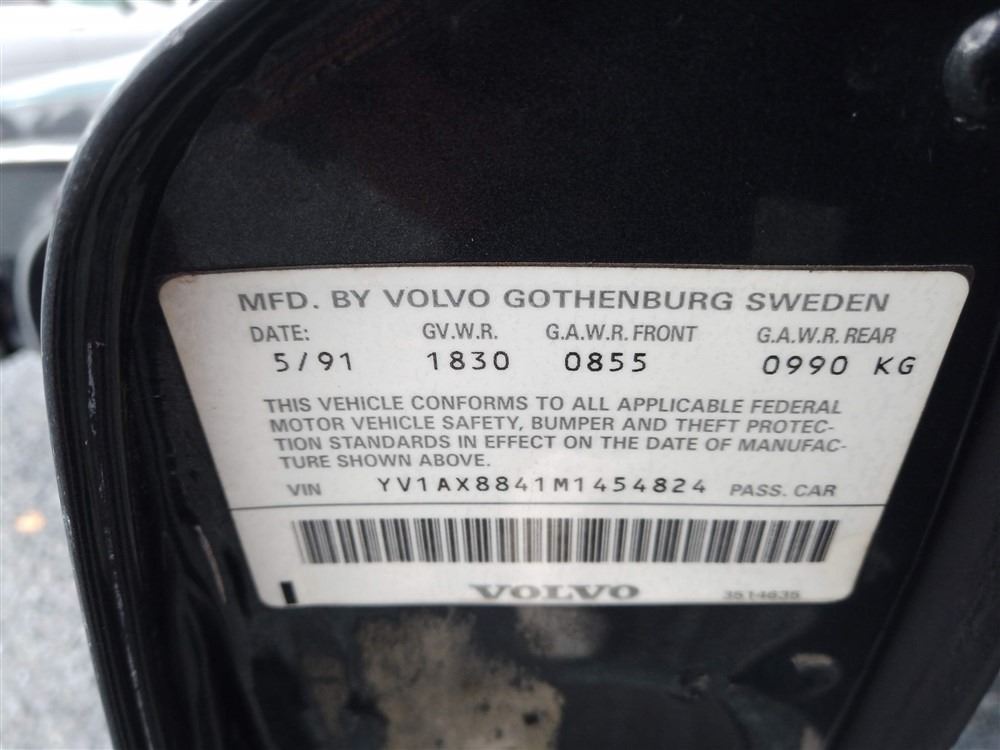 MFD. BY VOLVO GOTHENBURG SWEDEN
DATE: GV.W.R. G.A.W.R. FRONT G.A.W.R. REAR
5/91 1830 0855 0990 KG
THIS VEHICLE CONFORMS TO ALL APPLICABLE FEDERAL
MOTOR VEHICLE SAFETY, BUMPER AND THEFT PROTEC-
TION STANDARDS IN EFFECT ON THE DATE OF MANUFAC-
TURE SHOWN ABOVE.
VIN YV1AX8841M1454824 PASS. CAR
VOLVO 3514635